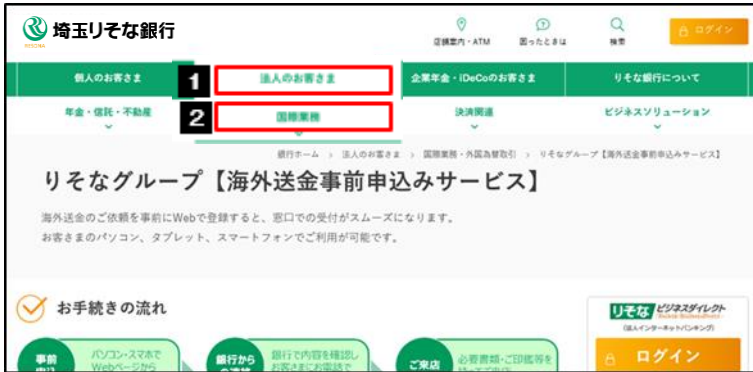 埼玉りそな銀行
RESONA
店舗案内・ATM
困ったときは
検索
ログイン
個人のお客さま
1
法人のお客さま
企業年金・iDeCoのお客さま
りそな銀行について
年金・信託・不動産
2
国際業務
決済関連
ビジネスソリューション
銀行ホーム > 法人のお客さま > 国際業務・外国為替取引 > りそなグループ【海外送金事前申込みサービス】
りそなグループ【海外送金事前申込みサービス】
海外送金のご依頼を事前にWebで登録すると、窓口での受付がスムーズになります。
お客さまのパソコン、タブレット、スマートフォンでご利用が可能です。
お手続きの流れ
りそな ビジネスダイレクト
(法人インターネットバンキング)
ログイン
事前
申込
パソコン・スマホで
Webページから
銀行から
の連絡
銀行で内容を確認し
お客さまにお電話で
ご来店
必要書類・ご印鑑等を